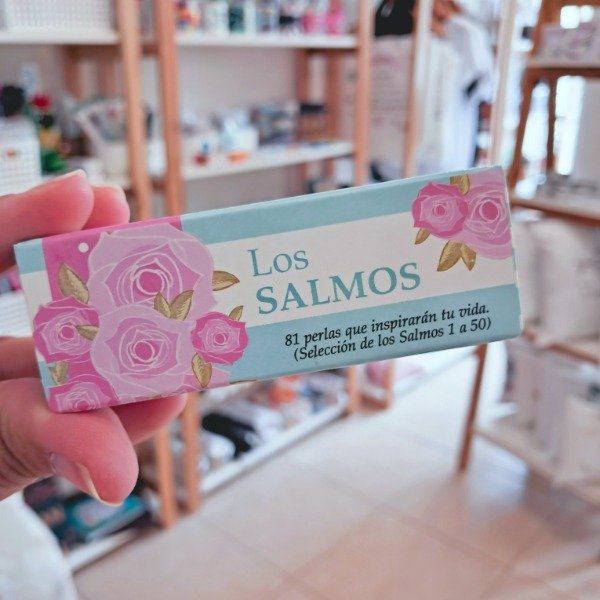 Los
SALMOS
81 perlas que inspirarán tu vida.
(Selección de los Salmos 1 a 50)